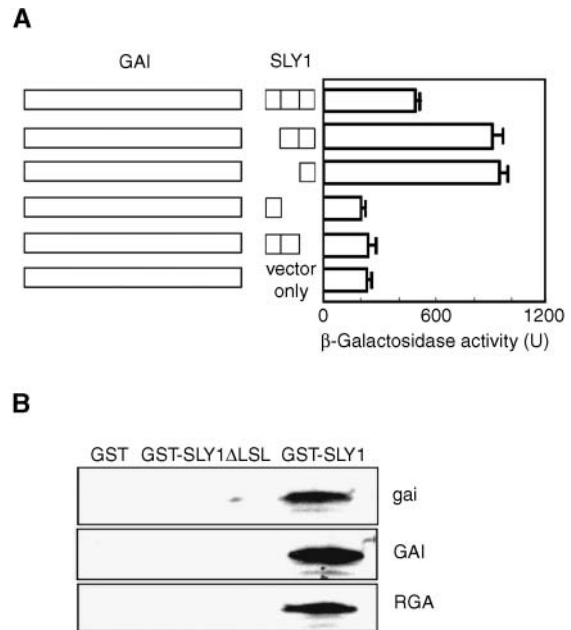 A
GAI SLY1
vector
only
0 600 1200
β-Galactosidase activity (U)
B
GST GST-SLY1ΔLSL GST-SLY1
gai
GAI
RGA